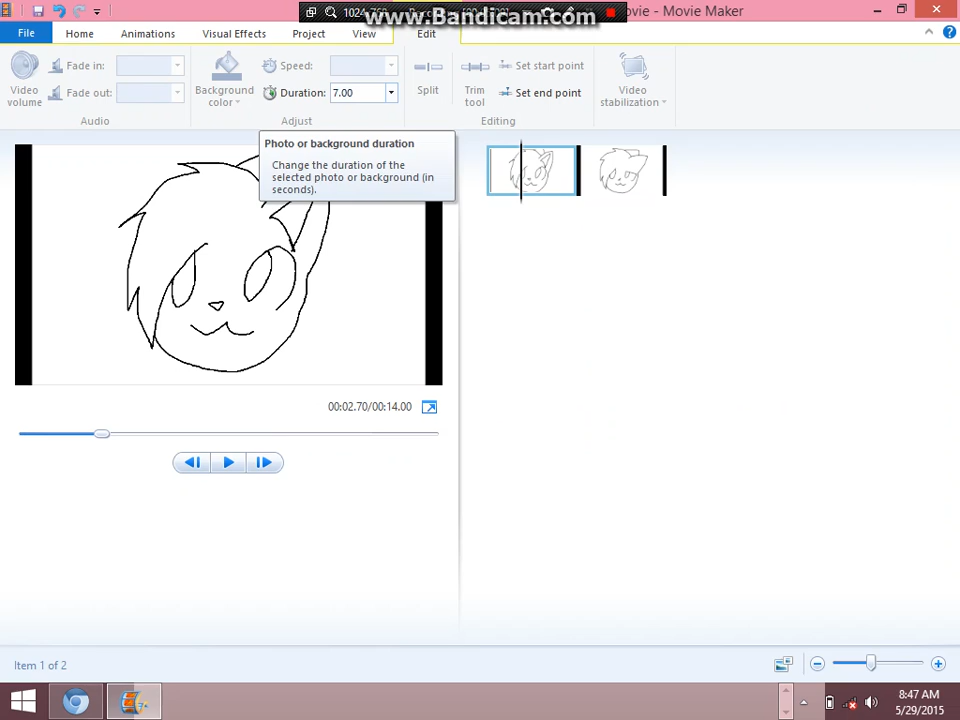 www.Bandicam.com
1024
ovie - Movie Maker
File
Home
Animations
Visual Effects
Project
View
Edit
Video volume
Fade in:
Fade out:
Audio
Background color
Speed:
Duration: 7.00
Adjust
Split
Trim tool
Set start point
Set end point
Editing
Video stabilization
Photo or background duration
Change the duration of the
selected photo or background (in
seconds).
00:02.70/00:14.00
Item 1 of 2
8:47 AM
5/29/2015